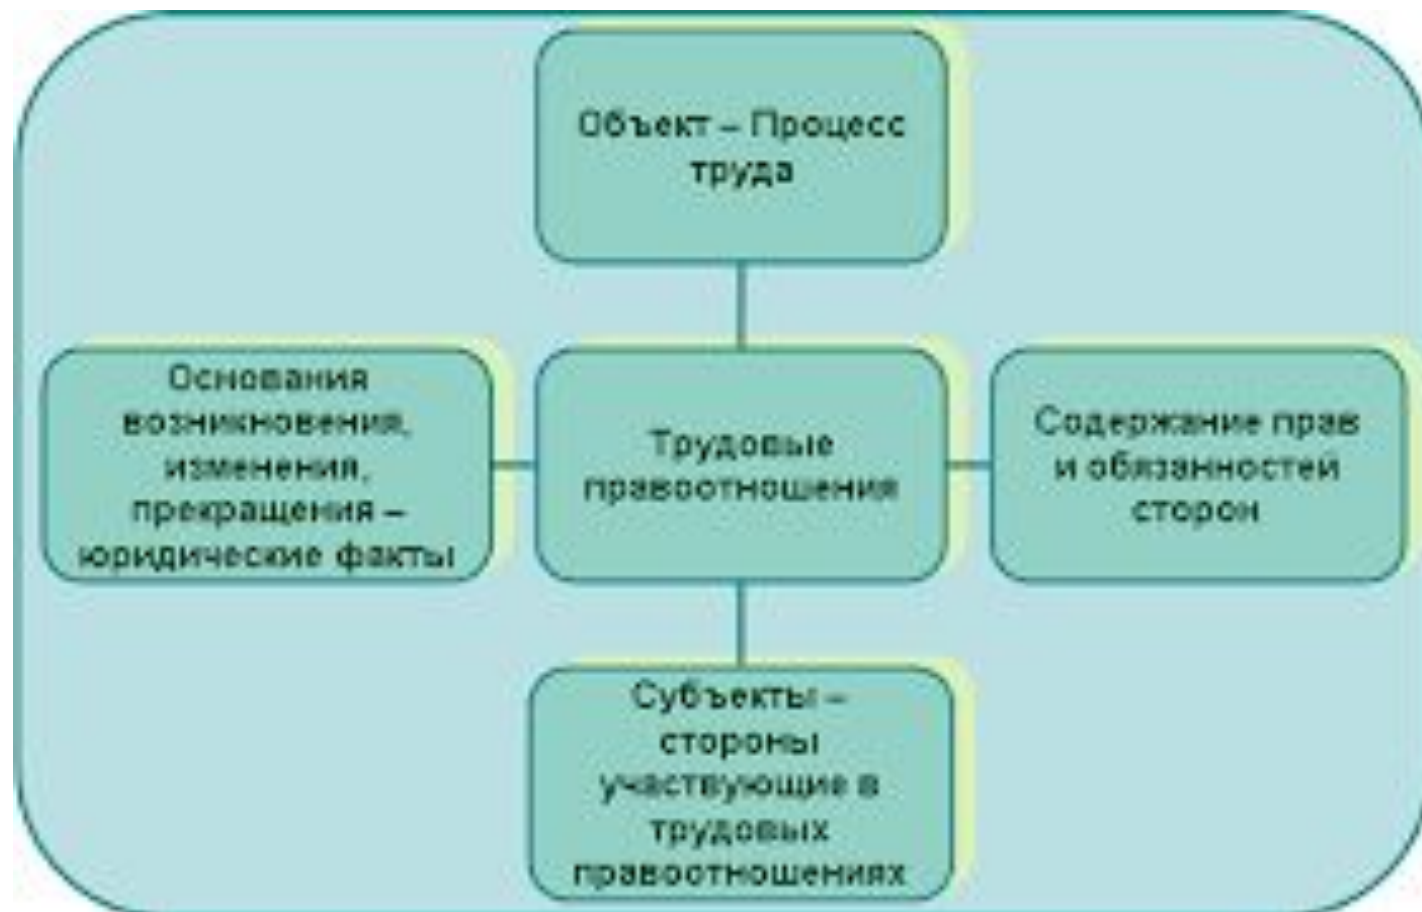 Объект – Процесс
труда
Основания
возникновения,
изменения,
прекращения –
юридические факты
Трудовые
правоотношения
Содержание прав
и обязанностей
сторон
Субъекты –
стороны
участвующие в
трудовых
правоотношениях